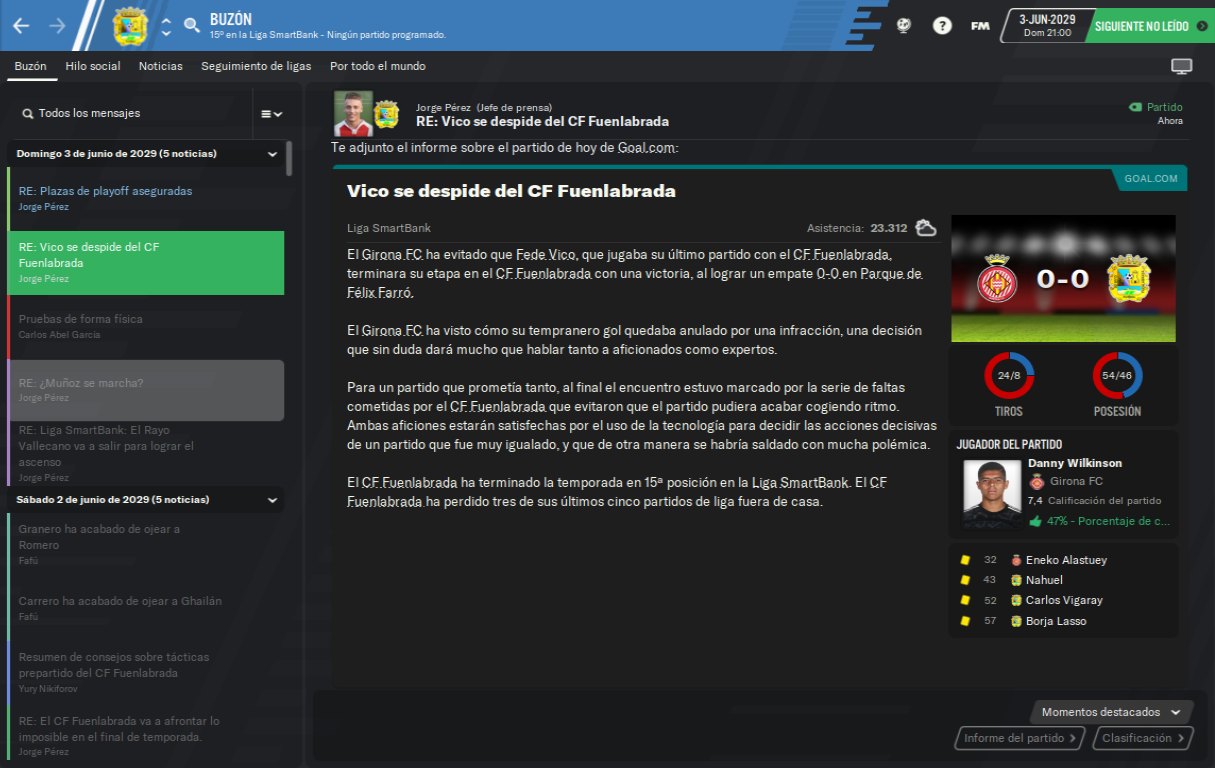 BUZÓN
15º en la Liga SmartBank - Ningún partido programado.
?
FM
3-JUN-2029
Dom 21:00
SIGUIENTE NO LEÍDO
Buzón
Hilo social
Noticias
Seguimiento de ligas
Por todo el mundo
Todos los mensajes
Domingo 3 de junio de 2029 (5 noticias)
RE: Plazas de playoff aseguradas
Jorge Pérez
RE: Vico se despide del CF
Fuenlabrada
Jorge Pérez
Pruebas de forma física
Carlos Abel García
RE: ¿Muñoz se marcha?
Jorge Pérez
RE: Liga SmartBank: El Rayo
Vallecano va a salir para lograr el
ascenso
Jorge Pérez
Sábado 2 de junio de 2029 (5 noticias)
Granero ha acabado de ojear a
Romero
Fafú
Carrero ha acabado de ojear a Ghailán
Fafú
Resumen de consejos sobre tácticas
prepartido del CF Fuenlabrada
Yury Nikiforov
RE: El CF Fuenlabrada va a afrontar lo
imposible en el final de temporada.
Jorge Pérez
Jorge Pérez (Jefe de prensa)
RE: Vico se despide del CF Fuenlabrada
Partido
Ahora
Te adjunto el informe sobre el partido de hoy de Goal.com:
GOAL.COM
Vico se despide del CF Fuenlabrada
Liga SmartBank
Asistencia: 23.312
El Girona FC ha evitado que Fede Vico, que jugaba su último partido con el CF Fuenlabrada,
terminara su etapa en el CF Fuenlabrada con una victoria, al lograr un empate 0-0 en Parque de
Félix Farró.
El Girona FC ha visto cómo su tempranero gol quedaba anulado por una infracción, una decisión
que sin duda dará mucho que hablar tanto a aficionados como expertos.
Para un partido que prometía tanto, al final el encuentro estuvo marcado por la serie de faltas
cometidas por el CF Fuenlabrada que evitaron que el partido pudiera acabar cogiendo ritmo.
Ambas aficiones estarán satisfechas por el uso de la tecnología para decidir las acciones decisivas
de un partido que fue muy igualado, y que de otra manera se habría saldado con mucha polémica.
El CF Fuenlabrada ha terminado la temporada en 15ª posición en la Liga SmartBank. El CF
Fuenlabrada ha perdido tres de sus últimos cinco partidos de liga fuera de casa.
0-0
24/8
54/46
TIROS
POSESIÓN
JUGADOR DEL PARTIDO
Danny Wilkinson
Girona FC
7,4 Calificación del partido
47% - Porcentaje de c...
32 Eneko Alastuey
43 Nahuel
52 Carlos Vigaray
57 Borja Lasso
Momentos destacados
Informe del partido
Clasificación